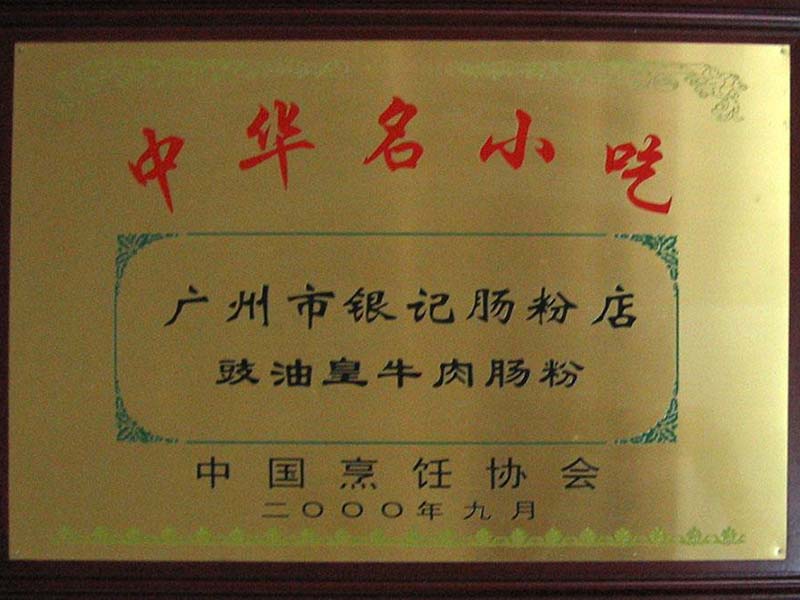 中华名小吃
广州市银记肠粉店
豉油皇牛肉肠粉
中国烹饪协会
二〇〇〇年九月